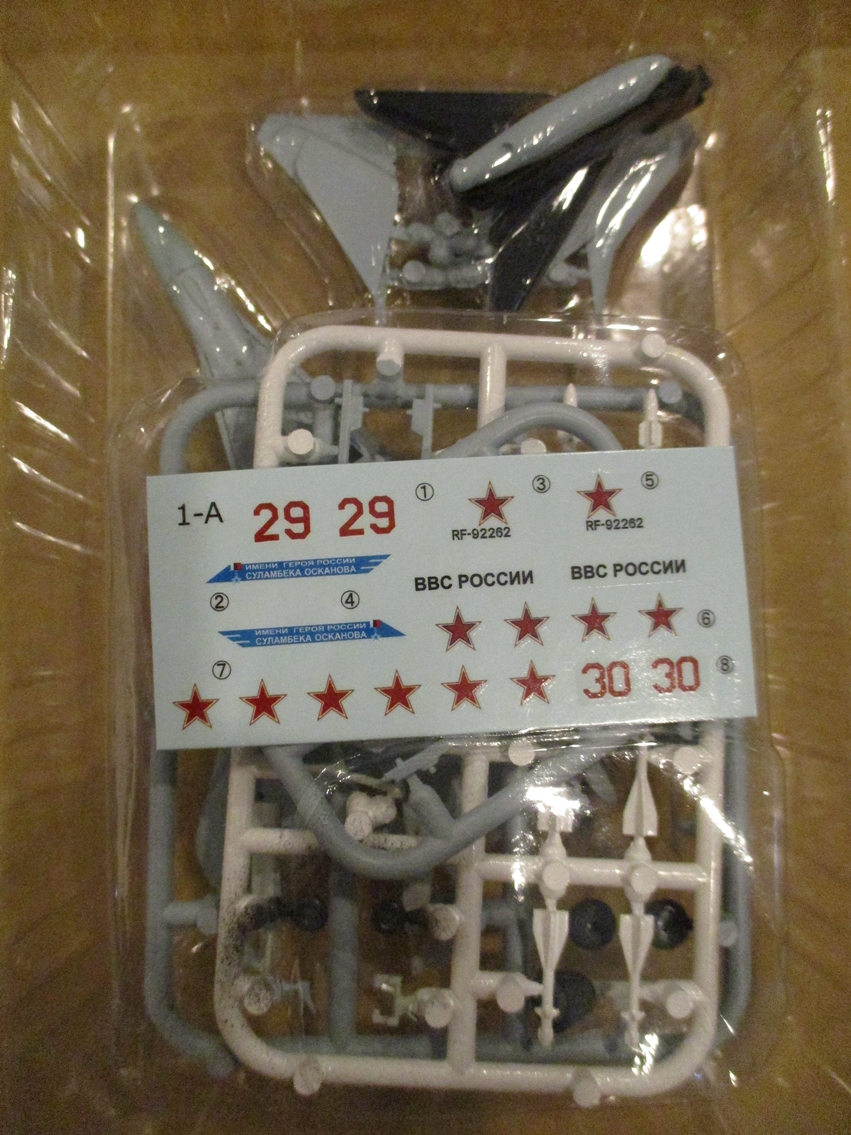 1-A
29 29
①
③
⑤
RF-92262
RF-92262
ИМЕНИ ГЕРОЯ РОССИИ
СУЛАМБЕКА ОСКАНОВА
ВВС РОССИИ
ВВС РОССИИ
②
④
ИМЕНИ ГЕРОЯ РОССИИ
СУЛАМБЕКА ОСКАНОВА
⑥
⑦
30 30
⑧